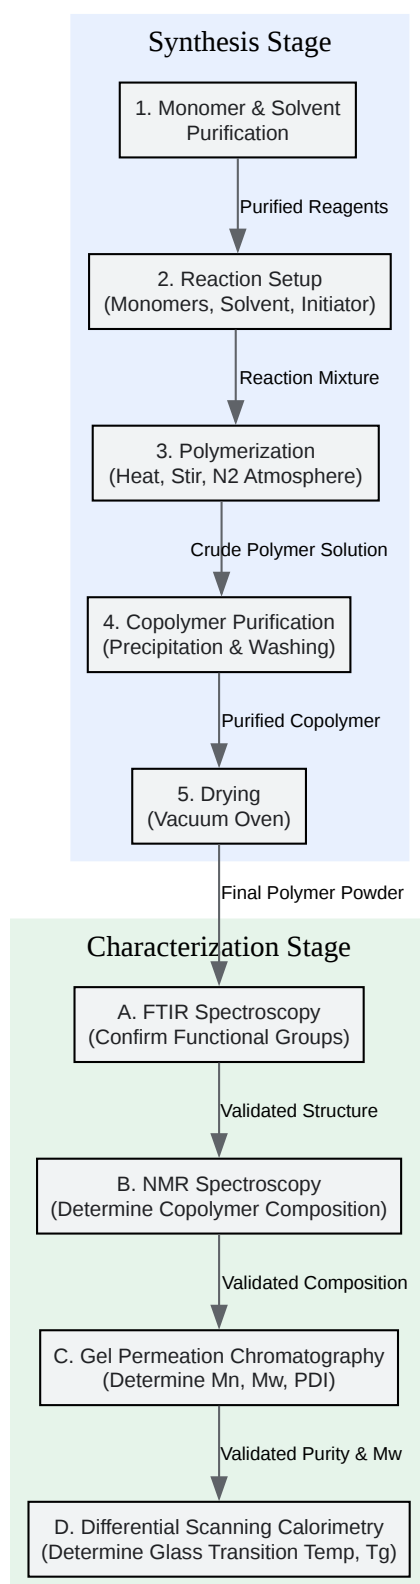 Synthesis Stage
1. Monomer & Solvent
Purification
Purified Reagents
2. Reaction Setup
(Monomers, Solvent, Initiator)
Reaction Mixture
3. Polymerization
(Heat, Stir, N2 Atmosphere)
Crude Polymer Solution
4. Copolymer Purification
(Precipitation & Washing)
Purified Copolymer
5. Drying
(Vacuum Oven)
Final Polymer Powder
Characterization Stage
A. FTIR Spectroscopy
(Confirm Functional Groups)
Validated Structure
B. NMR Spectroscopy
(Determine Copolymer Composition)
Validated Composition
C. Gel Permeation Chromatography
(Determine Mn, Mw, PDI)
Validated Purity & Mw
D. Differential Scanning Calorimetry
(Determine Glass Transition Temp, Tg)